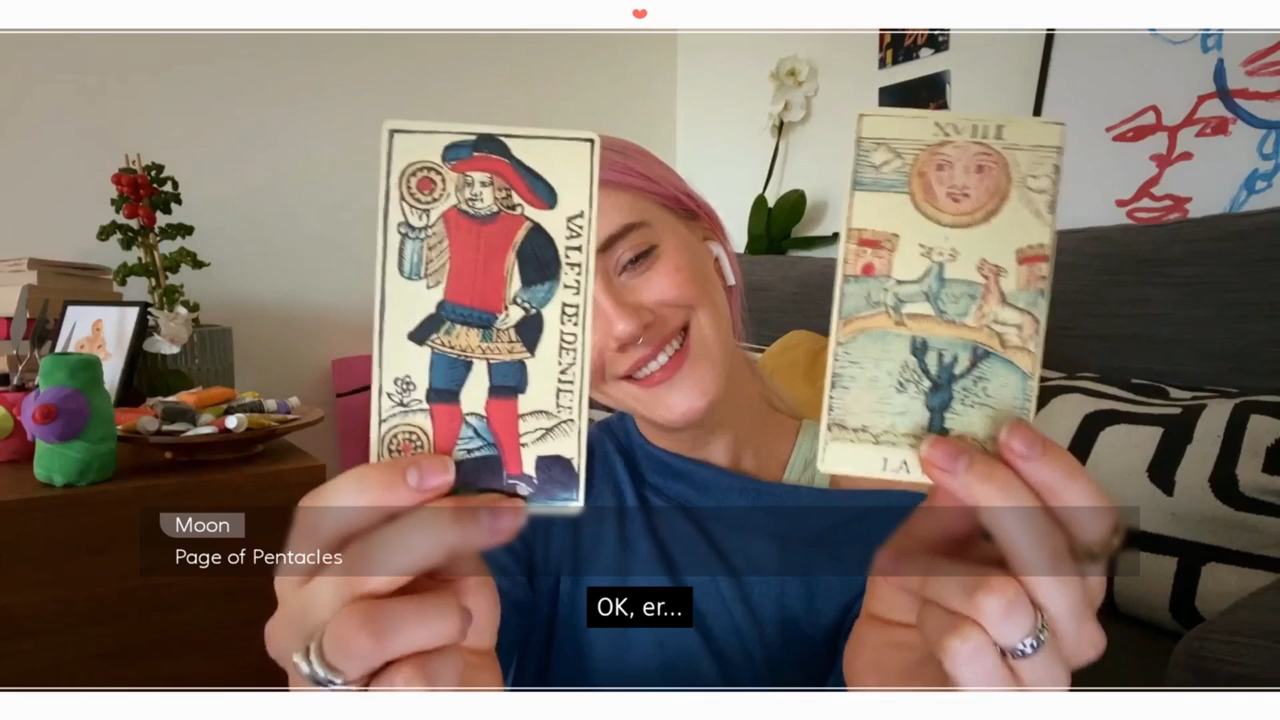 XVIII
VALET DE DENIER
LA
Moon
Page of Pentacles
OK, er...